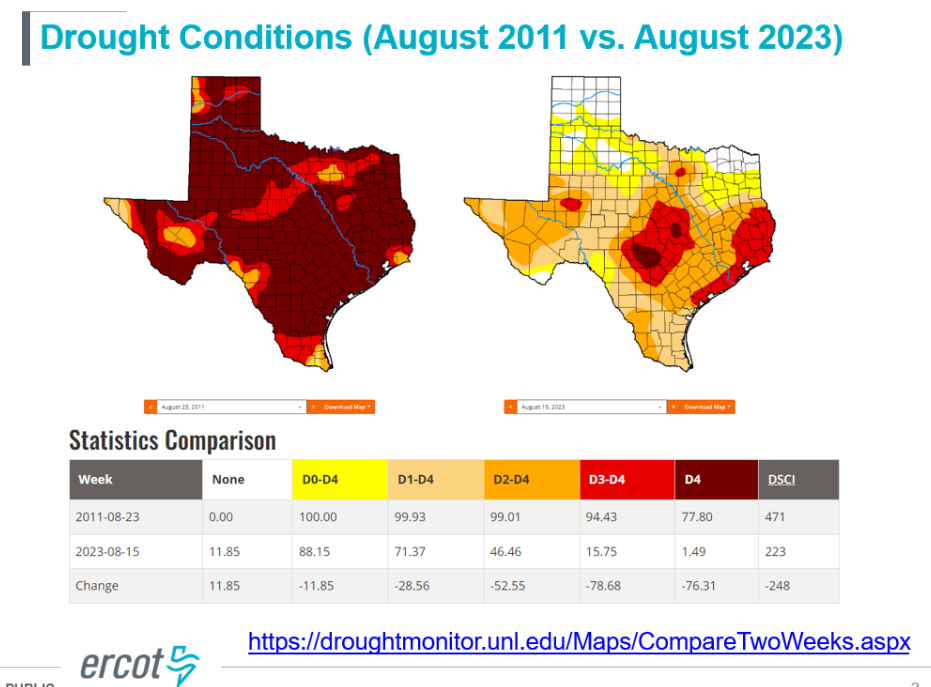 Drought Conditions (August 2011 vs. August 2023)
< August 23, 2011 > Download Map
< August 15, 2023 > Download Map
Statistics Comparison
Week None D0-D4 D1-D4 D2-D4 D3-D4 D4 DSCI
2011-08-23 0.00 100.00 99.93 99.01 94.43 77.80 471
2023-08-15 11.85 88.15 71.37 46.46 15.75 1.49 223
Change 11.85 -11.85 -28.56 -52.55 -78.68 -76.31 -248
https://droughtmonitor.unl.edu/Maps/CompareTwoWeeks.aspx
ercot
PUBLIC